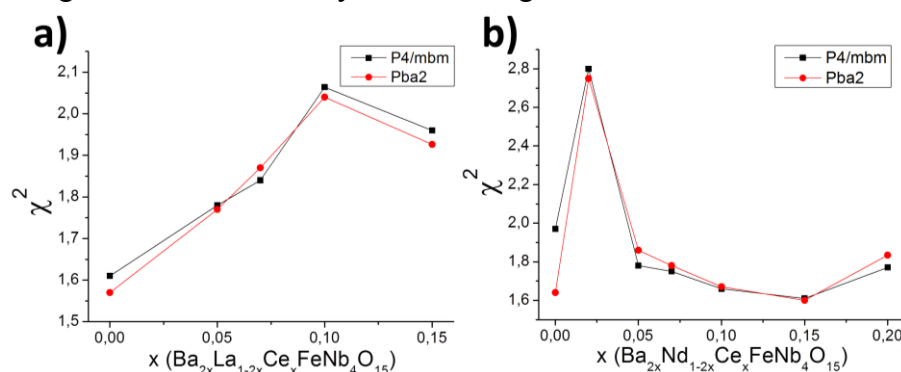 a)
P4/mbm
Pba2
2,1
2,0
1,9
1,8
1,7
1,6
1,5
χ²
0,00 0,05 0,10 0,15
x (Ba₂ₓLa₁₋₂ₓCeₓFeNb₄O₁₅)
b)
P4/mbm
Pba2
2,8
2,6
2,4
2,2
2,0
1,8
1,6
χ²
0,00 0,05 0,10 0,15 0,20
x (Ba₂ₓNd₁₋₂ₓCeₓFeNb₄O₁₅)